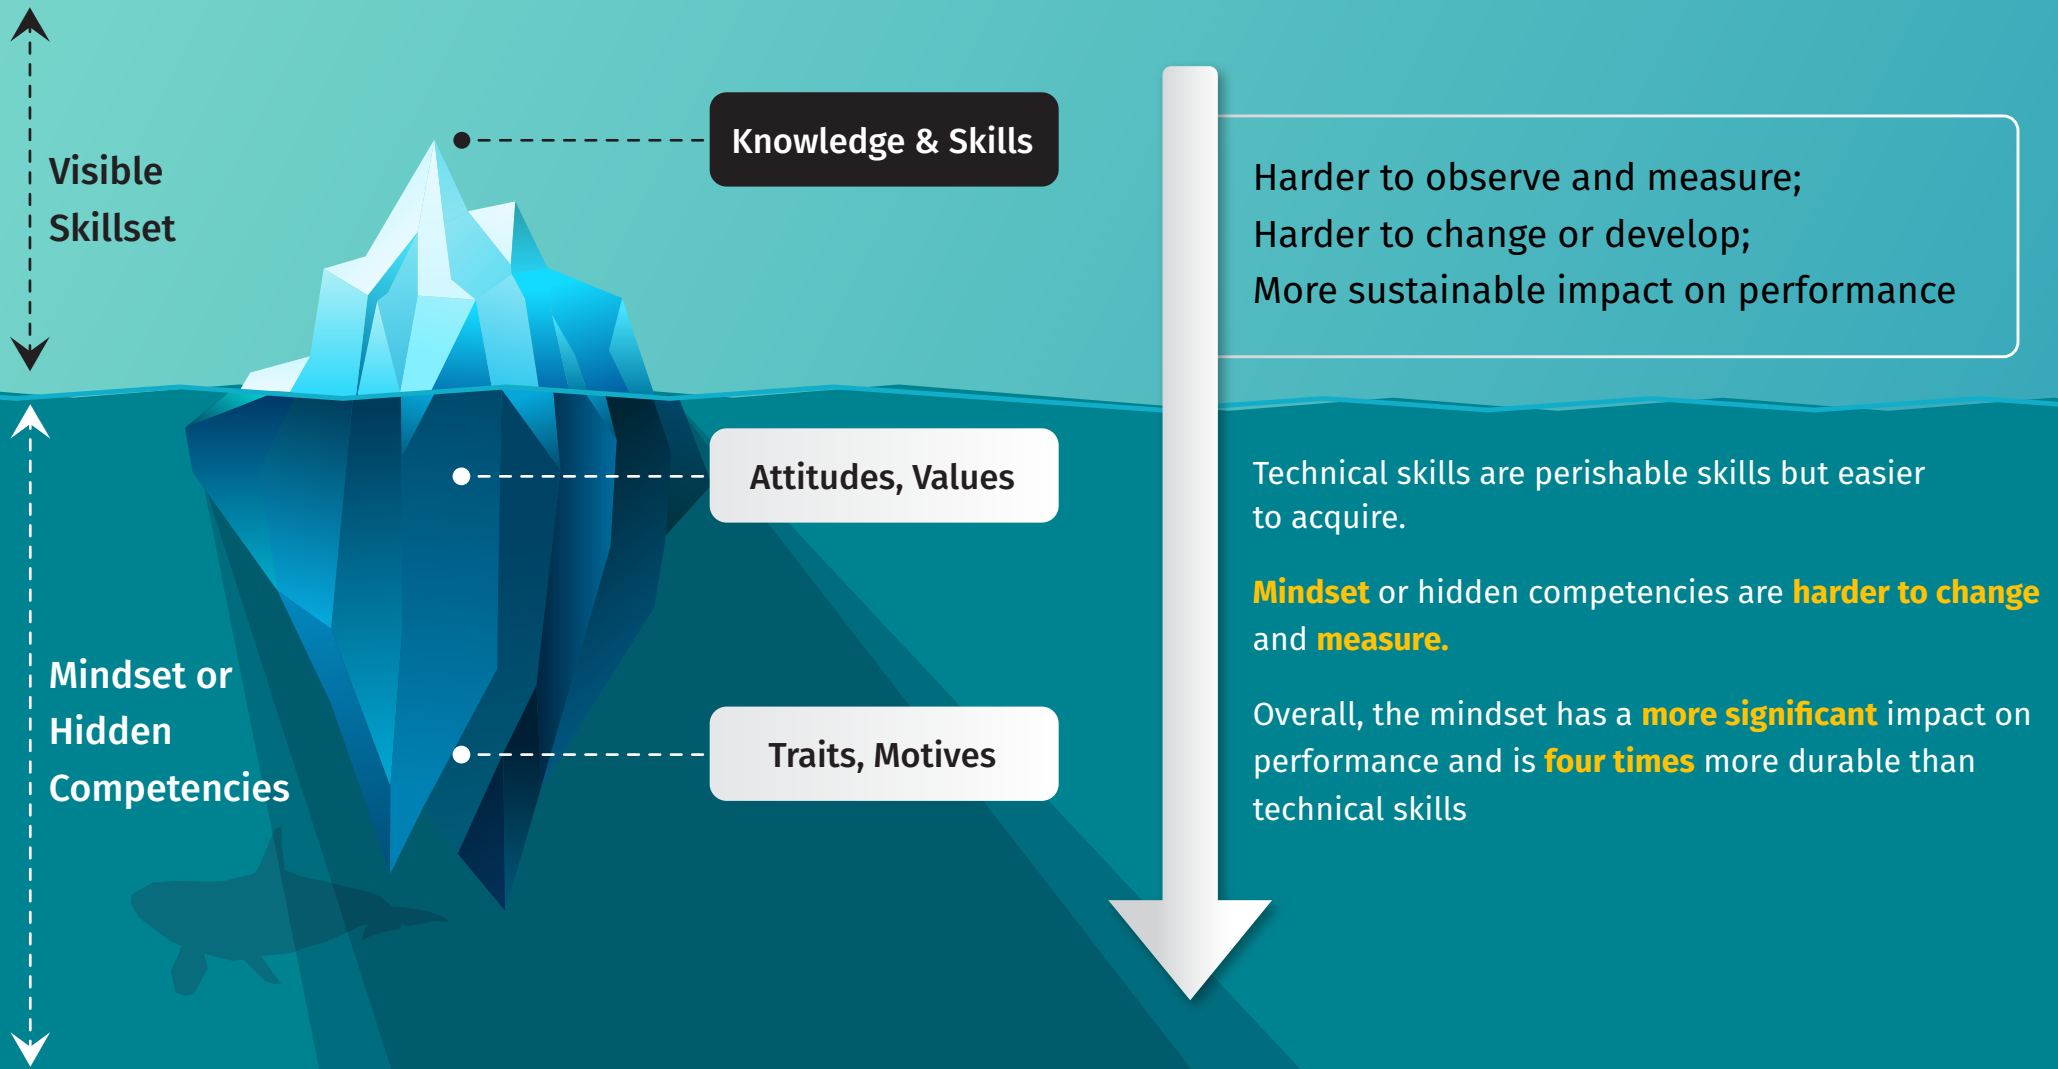 Visible
Skillset
Knowledge & Skills
Harder to observe and measure;
Harder to change or develop;
More sustainable impact on performance
Attitudes, Values
Technical skills are perishable skills but easier
to acquire.
Mindset or hidden competencies are harder to change
and measure.
Mindset or
Hidden
Competencies
Traits, Motives
Overall, the mindset has a more significant impact on
performance and is four times more durable than
technical skills